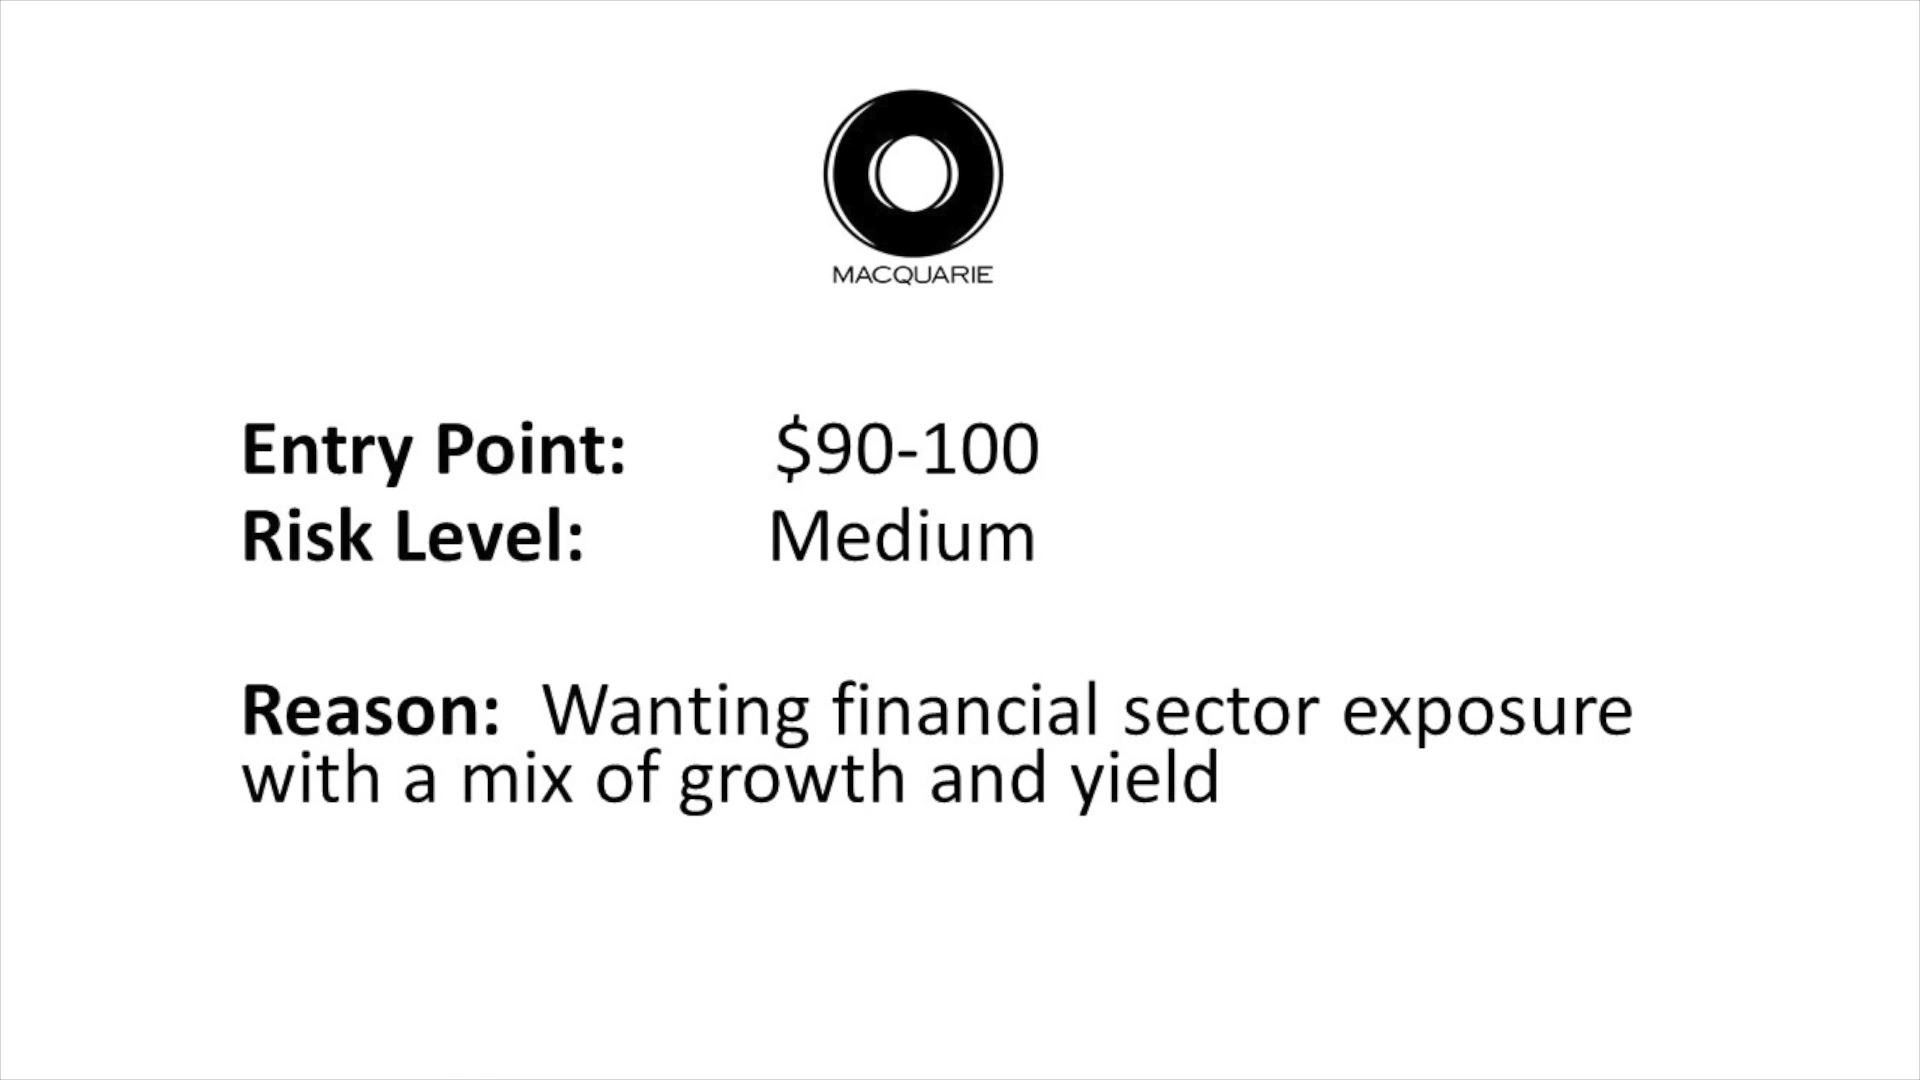 MACQUARIE
Entry Point: $90-100
Risk Level: Medium
Reason: Wanting financial sector exposure
with a mix of growth and yield